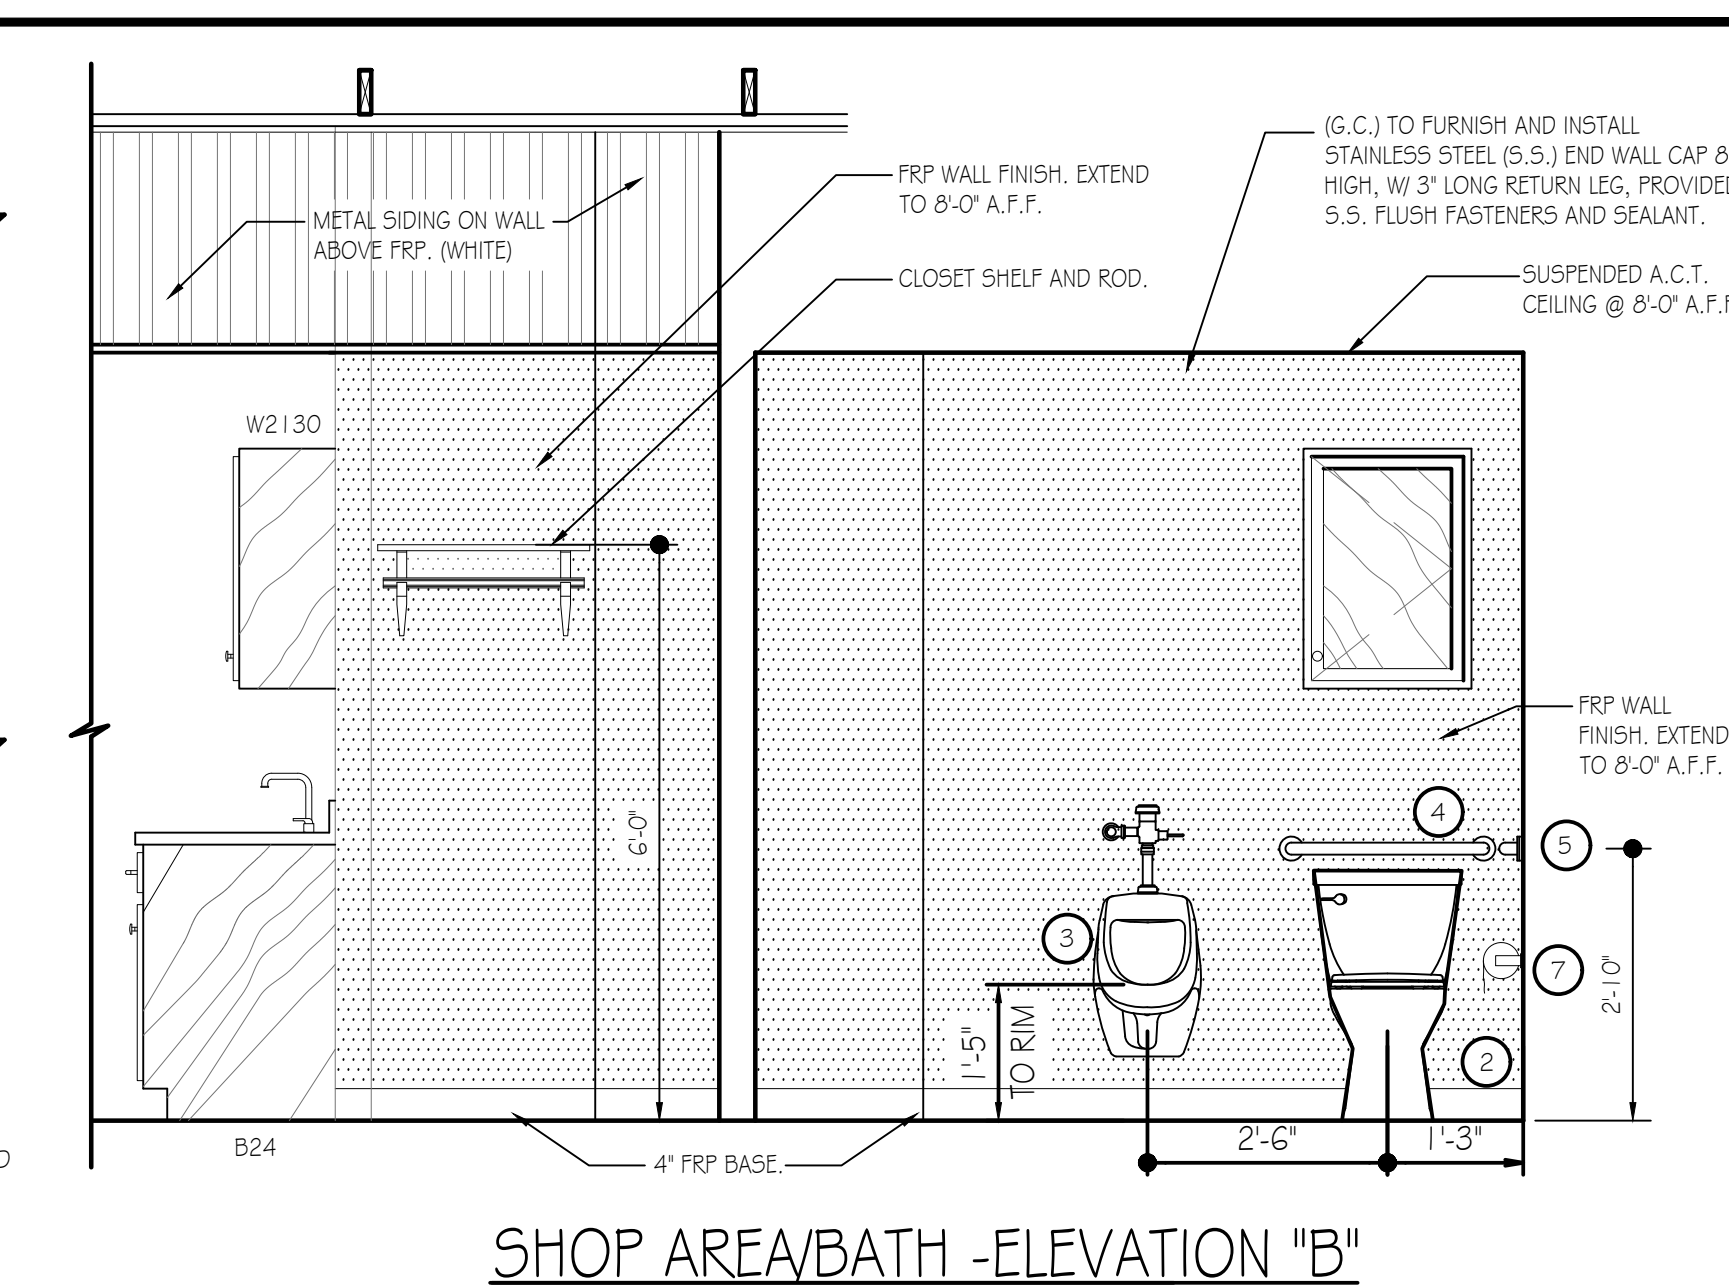 (G.C.) TO FURNISH AND INSTALL
STAINLESS STEEL (S.S.) END WALL CAP 8
HIGH, W/ 3" LONG RETURN LEG, PROVIDED
S.S. FLUSH FASTENERS AND SEALANT.
FRP WALL FINISH. EXTEND
TO 8'-0" A.F.F.
METAL SIDING ON WALL
ABOVE FRP. (WHITE)
CLOSET SHELF AND ROD.
SUSPENDED A.C.T.
CEILING @ 8'-0" A.F.F
W2130
FRP WALL
FINISH. EXTEND
TO 8'-0" A.F.F.
6'-0"
4
5
3
7
2'-10"
1'-5"
TO RIM
2
2'-6"
1'-3"
B24
4" FRP BASE.
SHOP AREA/BATH -ELEVATION "B"